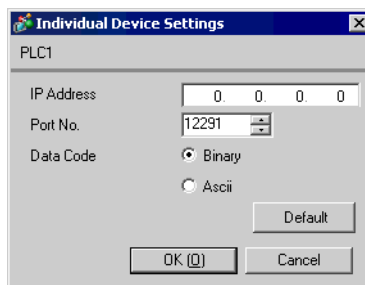 Individual Device Settings
PLC1
IP Address 0. 0. 0. 0
Port No. 12291
Data Code Binary
Ascii
Default
OK (O) Cancel